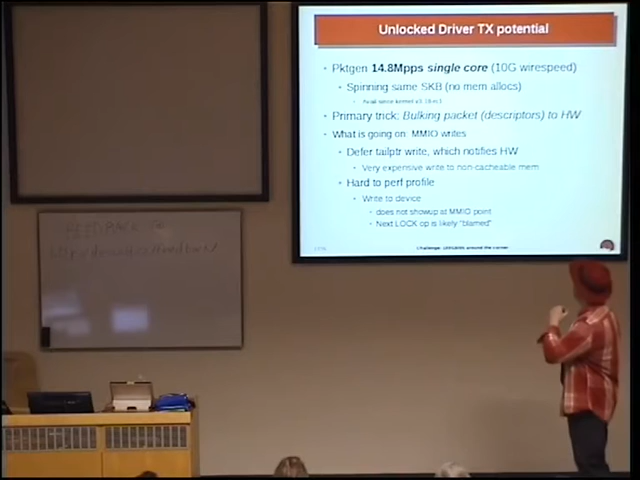 Unlocked Driver TX potential
Pktgen 14.8Mpps single core (10G wirespeed)
Spinning same SKB (no mem allocs)
Primary trick: Bulking packet (descriptors) to HW
What is going on: MMIO writes
Defer tailptr write, which notifies HW
Very expensive write to non-cacheable mem
Hard to perf profile
Write to device
does not showup at MMIO point
Next LOCK op is likely "blamed"
FEEDBACK @